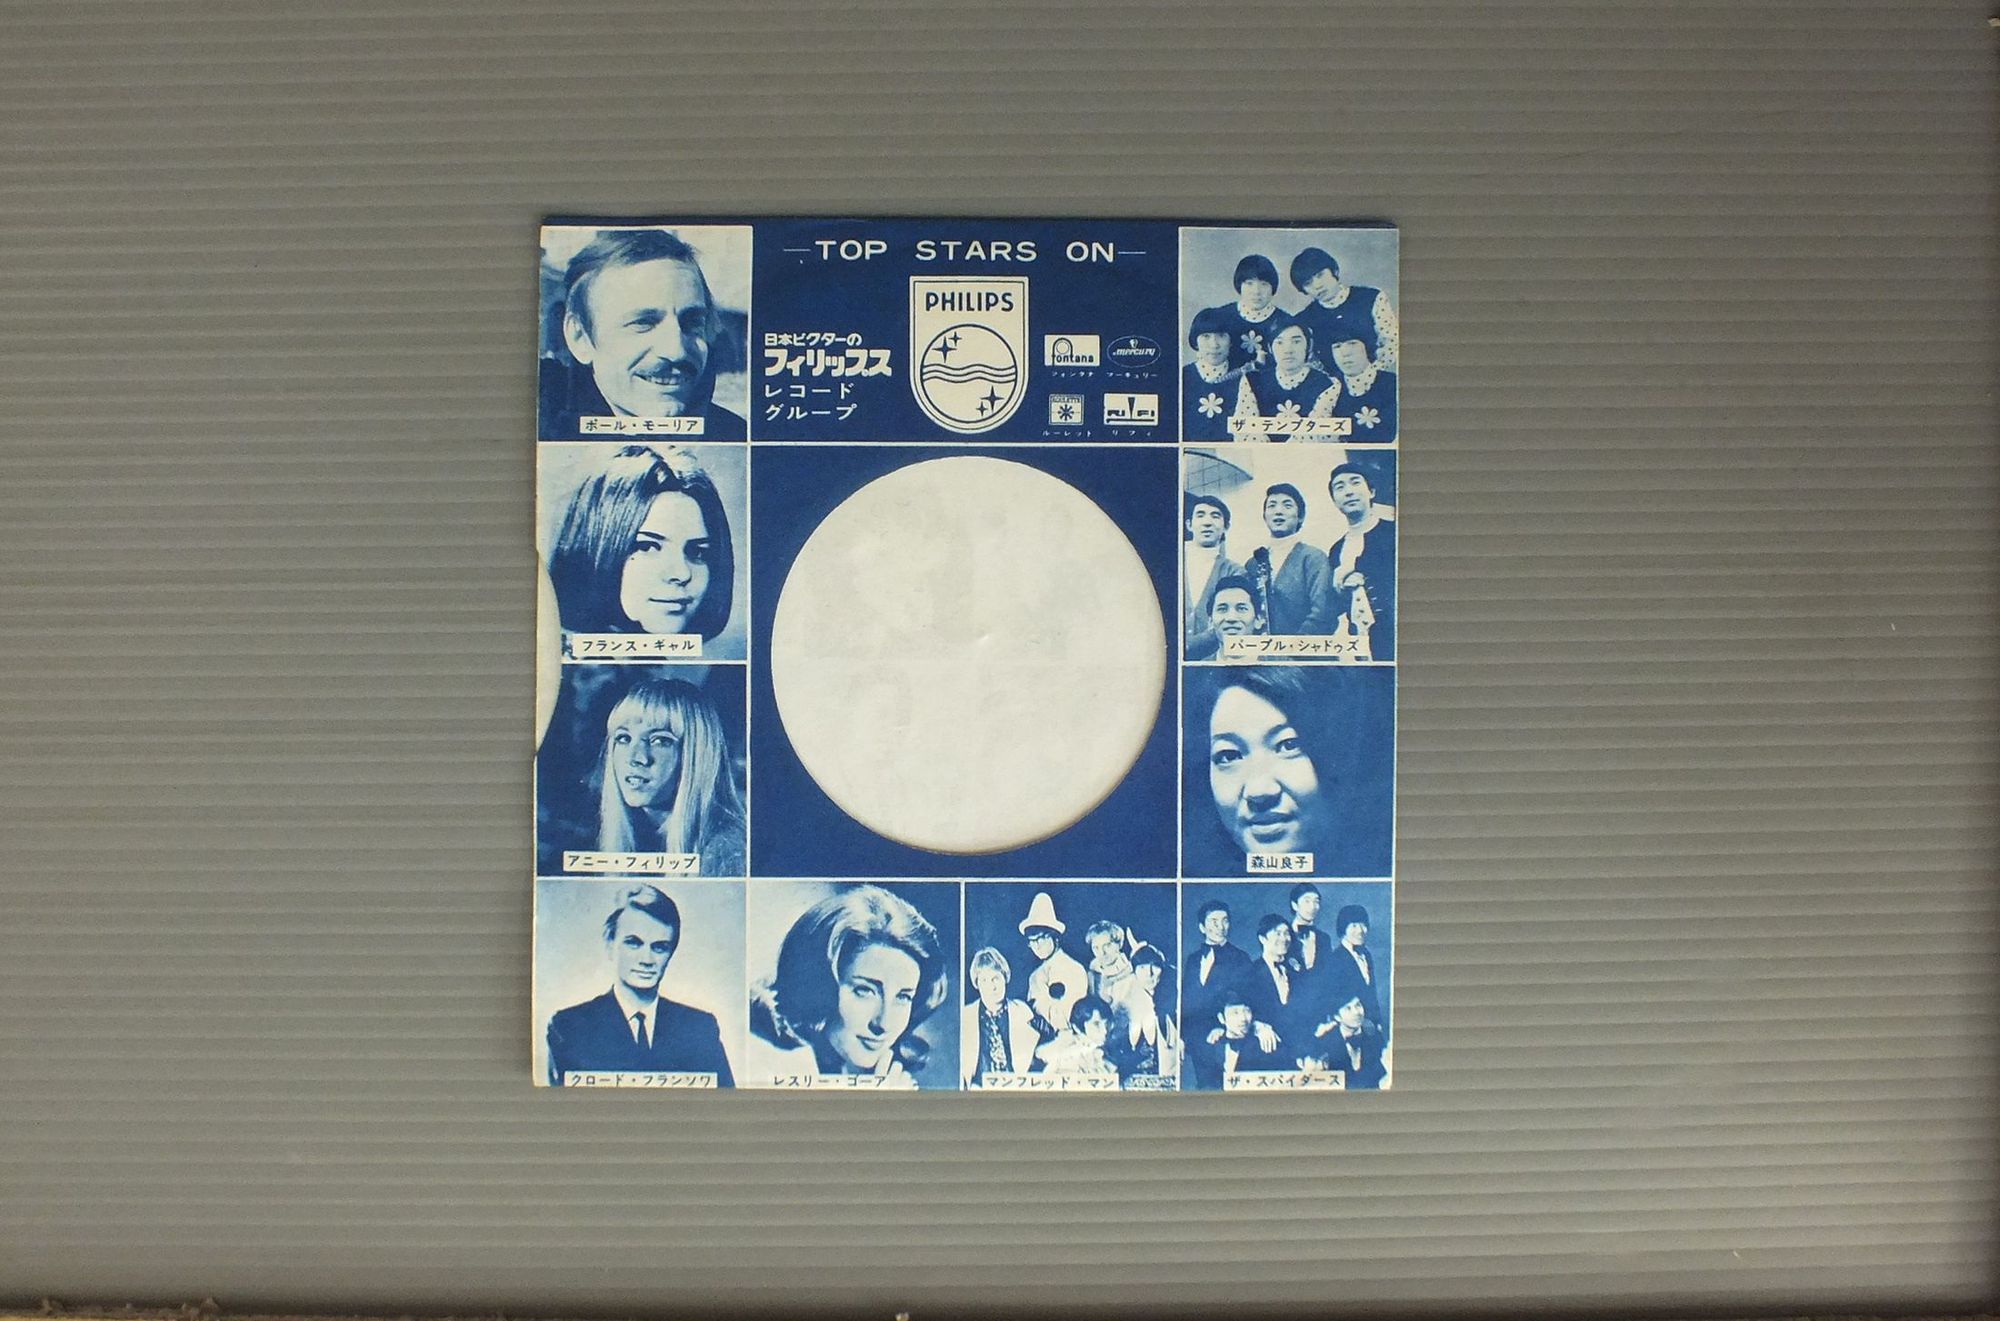 TOP STARS ON
PHILIPS
日本ビクターの
フィリップス
レコード
グループ
fontana
mercury
フォンタナ
マーキュリー
ROULETTE
RIFI
ルーレット
リフィ
ポール・モーリア
ザ・テンプターズ
フランス・ギャル
パープル・シャドゥズ
アニー・フィリップ
森山良子
クロード・フランソワ
レスリー・ゴーア
マンフレッド・マン
ザ・スパイダース